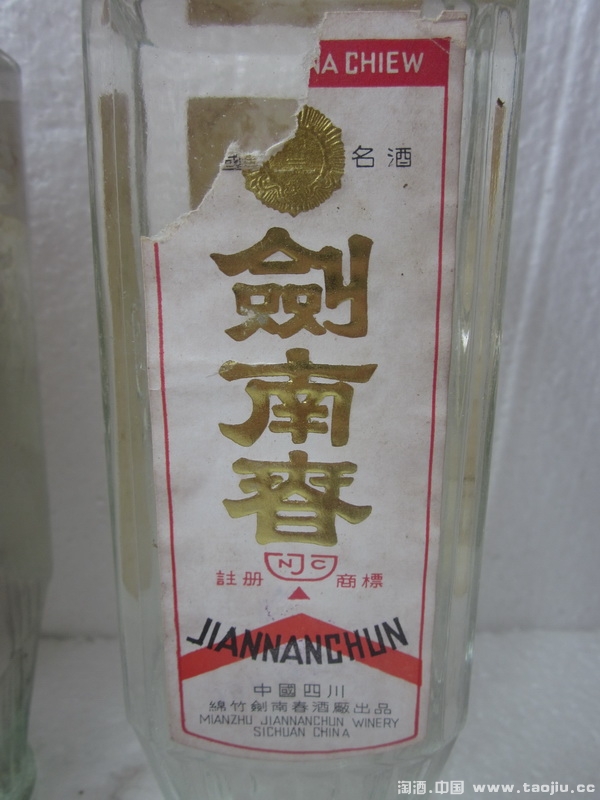 NA CHIEW
國 名酒
劍
南
春
NJC
註册 商標
JIANNANCHUN
中國四川
綿竹劍南春酒廠出品
MIANZHU JIANNANCHUN WINERY
SICHUAN CHINA
淘酒.中国 www.taojiu.cc